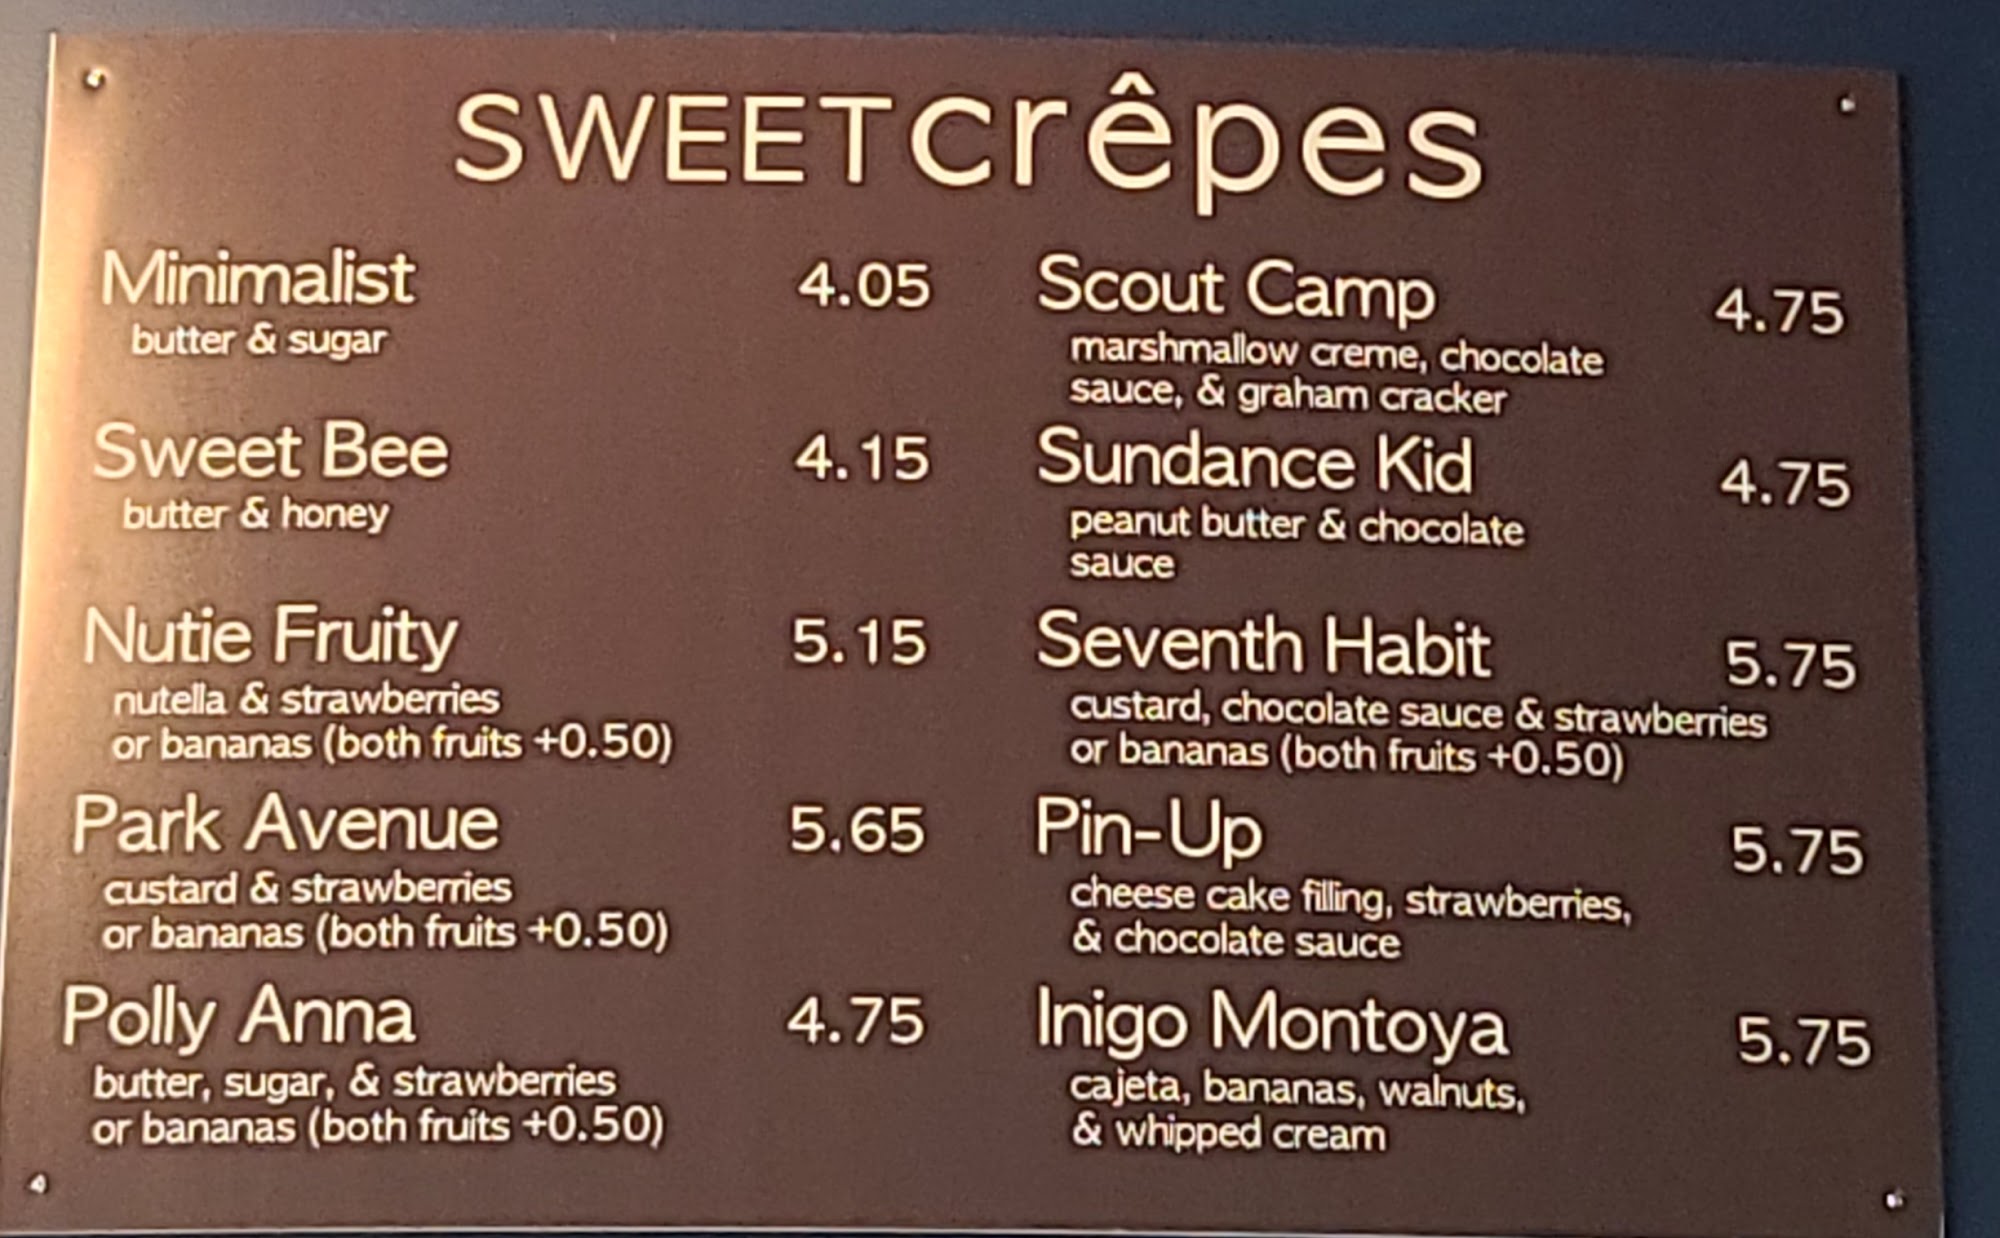 SWEETcrêpes
Minimalist 4.05
butter & sugar
Sweet Bee 4.15
butter & honey
Nutie Fruity 5.15
nutella & strawberries
or bananas (both fruits +0.50)
Park Avenue 5.65
custard & strawberries
or bananas (both fruits +0.50)
Polly Anna 4.75
butter, sugar, & strawberries
or bananas (both fruits +0.50)
Scout Camp 4.75
marshmallow creme, chocolate
sauce, & graham cracker
Sundance Kid 4.75
peanut butter & chocolate
sauce
Seventh Habit 5.75
custard, chocolate sauce & strawberries
or bananas (both fruits +0.50)
Pin-Up 5.75
cheese cake filling, strawberries,
& chocolate sauce
Inigo Montoya 5.75
cajeta, bananas, walnuts,
& whipped cream